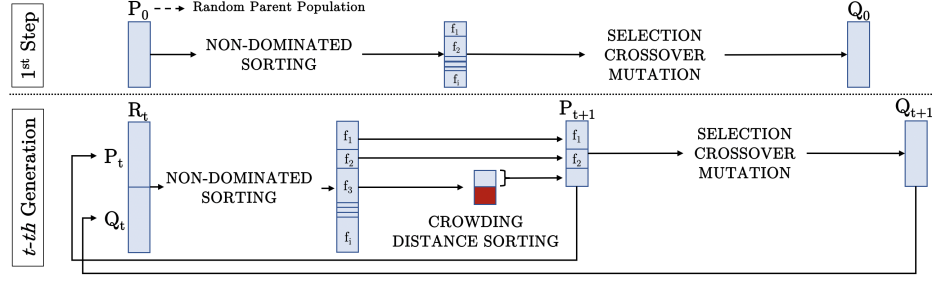 1st Step
P0
Random Parent Population
NON-DOMINATED
SORTING
f1
f2
fi
SELECTION
CROSSOVER
MUTATION
Q0
t-th Generation
Rt
Pt
Qt
NON-DOMINATED
SORTING
f1
f2
f3
fi
CROWDING
DISTANCE SORTING
Pt+1
f1
f2
SELECTION
CROSSOVER
MUTATION
Qt+1